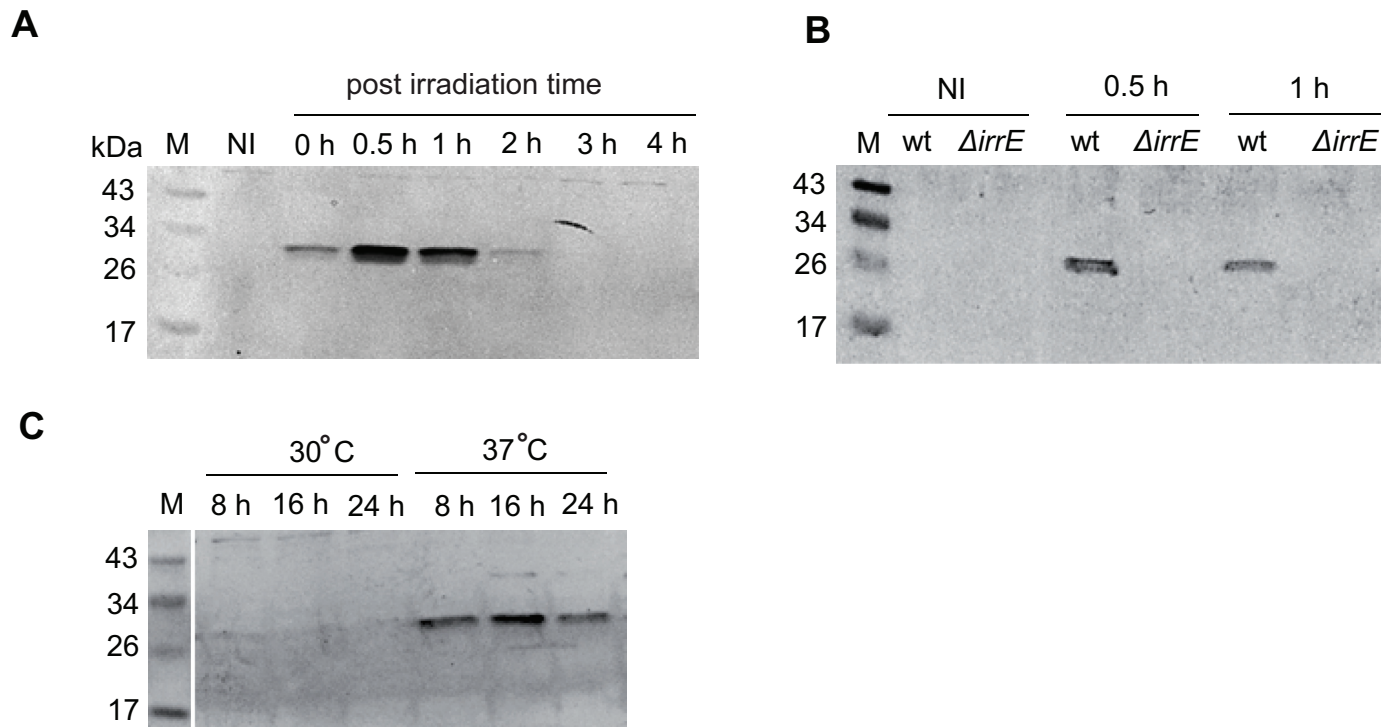 A
post irradiation time
kDa M NI 0 h 0.5 h 1 h 2 h 3 h 4 h
43
34
26
17
B
NI 0.5 h 1 h
M wt ΔirrE wt ΔirrE wt ΔirrE
43
34
26
17
C
30°C 37°C
M 8 h 16 h 24 h 8 h 16 h 24 h
43
34
26
17